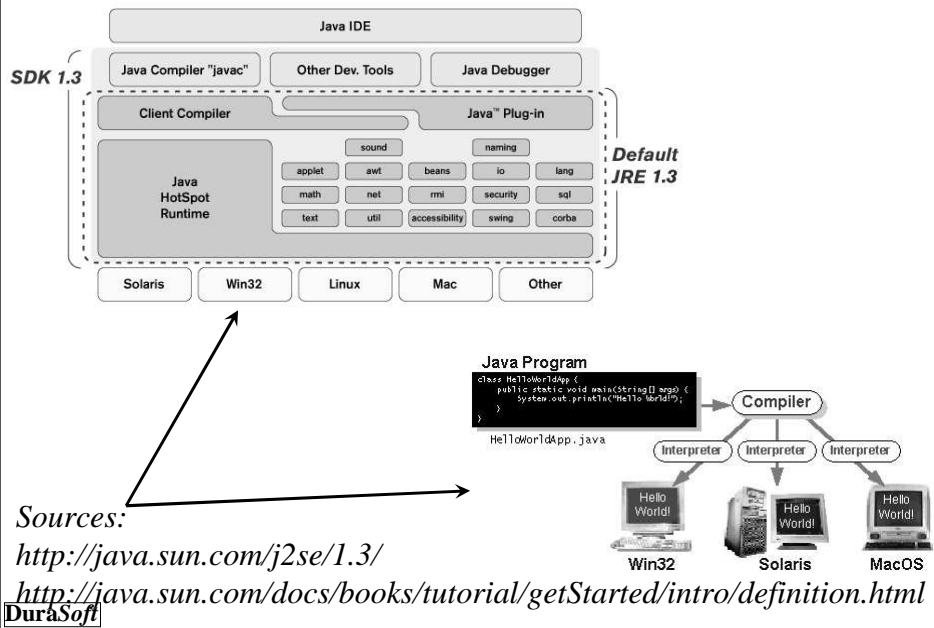 Java IDE
SDK 1.3
Java Compiler "javac"
Other Dev. Tools
Java Debugger
Client Compiler
Java™ Plug-in
Default
JRE 1.3
Java
HotSpot
Runtime
sound
naming
applet
awt
beans
io
lang
math
net
rmi
security
sql
text
util
accessibility
swing
corba
Solaris
Win32
Linux
Mac
Other
Java Program
class HelloWorldApp {
public static void main(String[] args) {
System.out.println("Hello World!");
}
}
HelloWorldApp.java
Compiler
Interpreter
Interpreter
Interpreter
Hello
World!
Hello
World!
Hello
World!
Win32
Solaris
MacOS
Sources:
http://java.sun.com/j2se/1.3/
http://java.sun.com/docs/books/tutorial/getStarted/intro/definition.html
DuraSoft